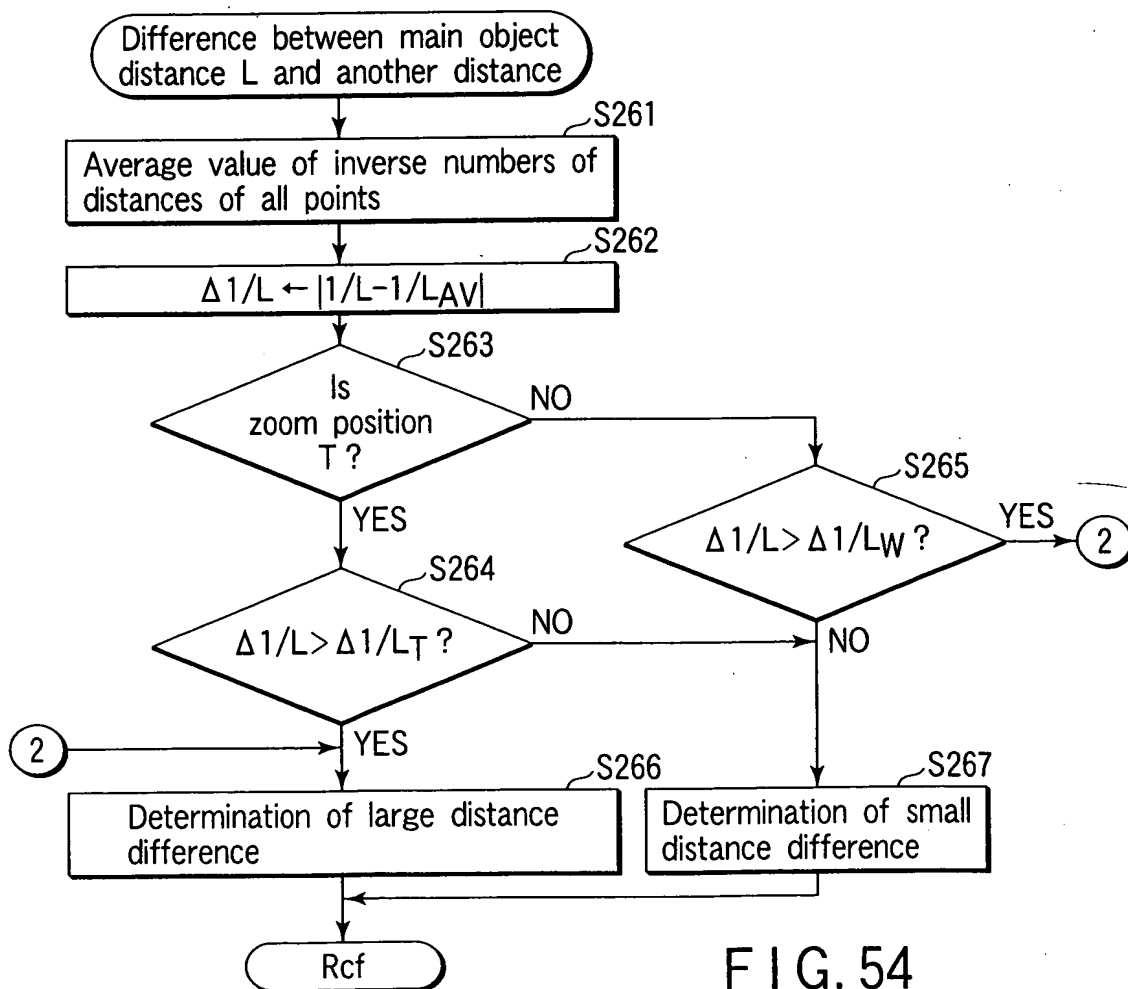 Difference between main object
distance L and another distance
S261
Average value of inverse numbers of
distances of all points
S262
Δ1/L ← |1/L-1/LAV|
S263
Is
zoom position
T ?
NO
YES
S265
Δ1/L> Δ1/LW ?
YES
2
NO
S264
Δ1/L> Δ1/LT ?
NO
YES
2
S266
Determination of large distance
difference
S267
Determination of small
distance difference
Rcf
FIG. 54